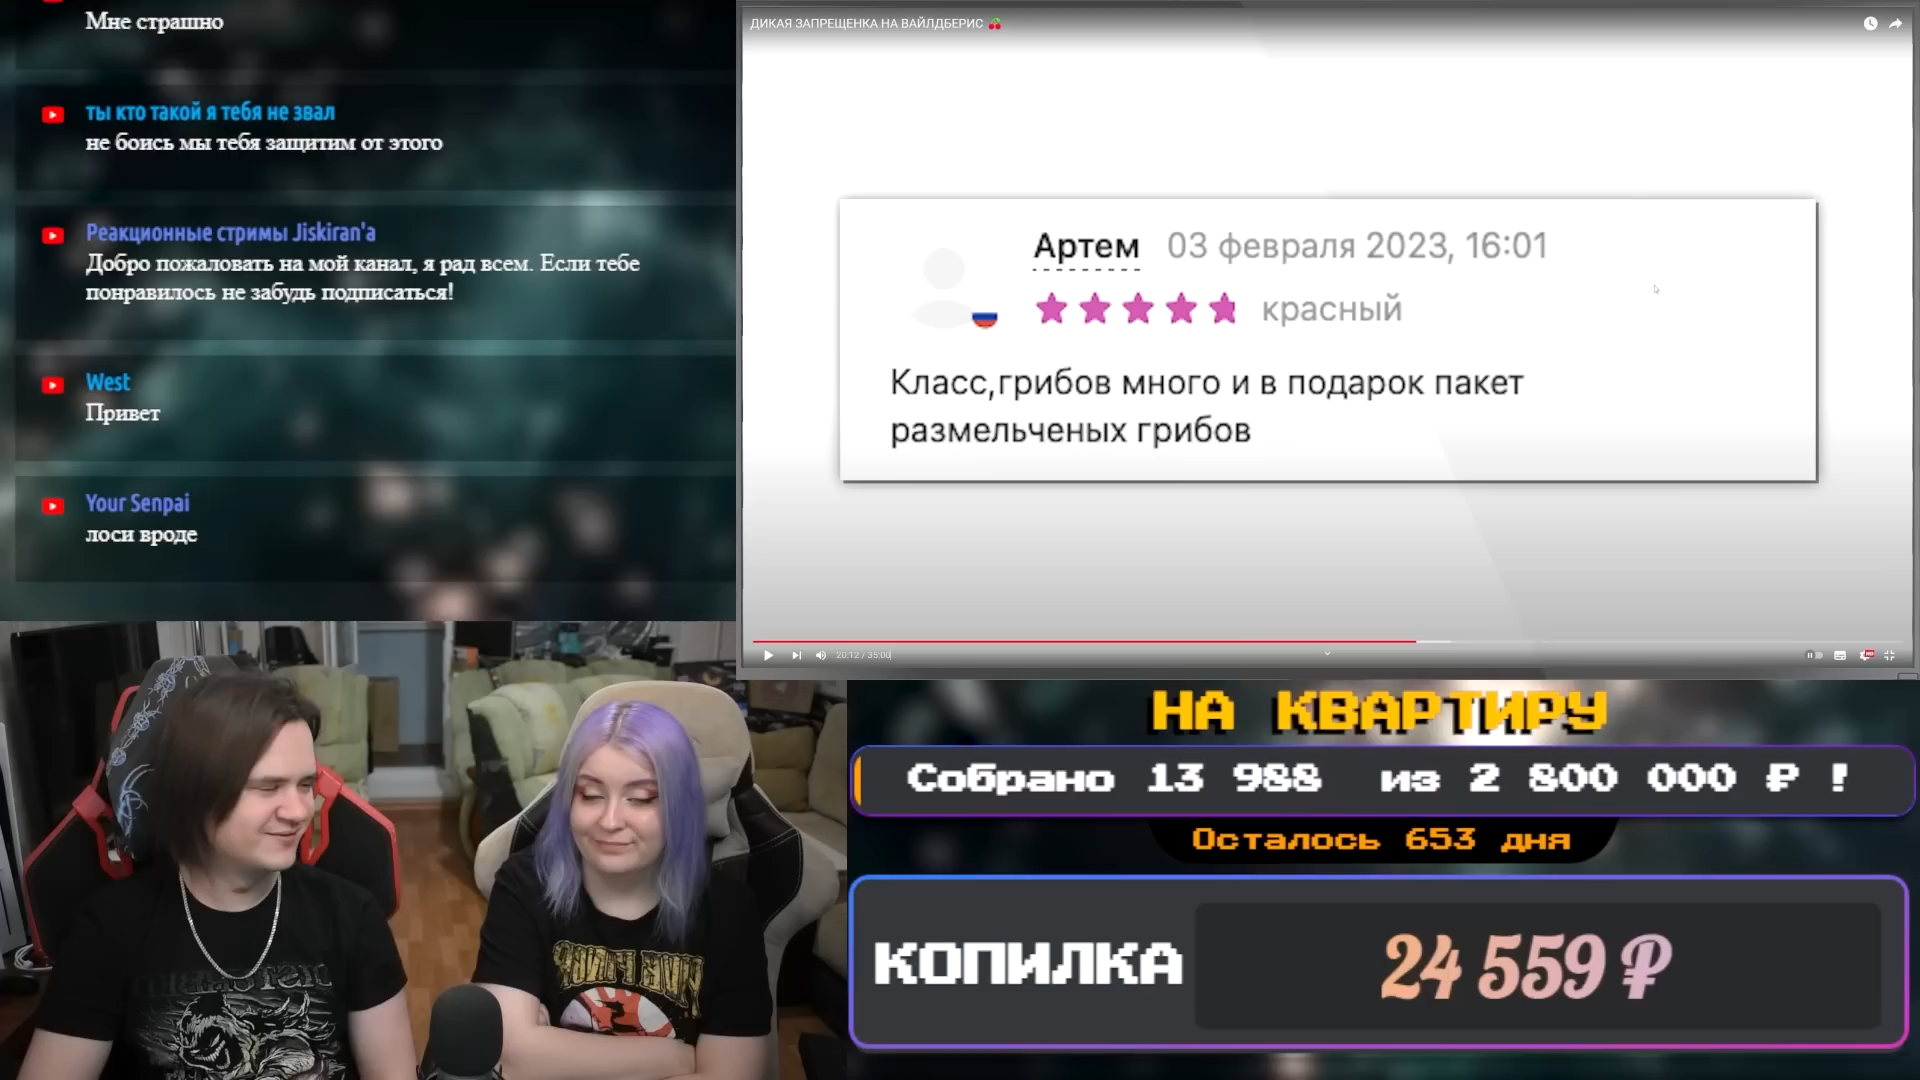 Мне страшно
ты кто такой я тебя не звал
не боись мы тебя защитим от этого
Реакционные стримы Jiskiran'a
Добро пожаловать на мой канал, я рад всем. Если тебе
понравилось не забудь подписаться!
West
Привет
Your Senpai
лоси вроде
ДИКАЯ ЗАПРЕЩЕНКА НА ВАЙЛДБЕРИС
Артем 03 февраля 2023, 16:01
красный
Класс,грибов много и в подарок пакет
размельченых грибов
20:12 / 35:00
НА КВАРТИРУ
Собрано 13 988 из 2 800 000 ₽ !
Осталось 653 дня
КОПИЛКА
24 559 ₽